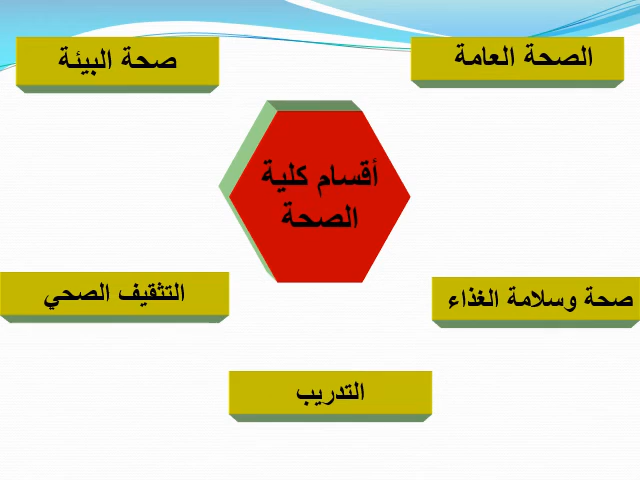 الصحة العامة
صحة البيئة
أقسام كلية
الصحة
صحة وسلامة الغذاء
التثقيف الصحي
التدريب